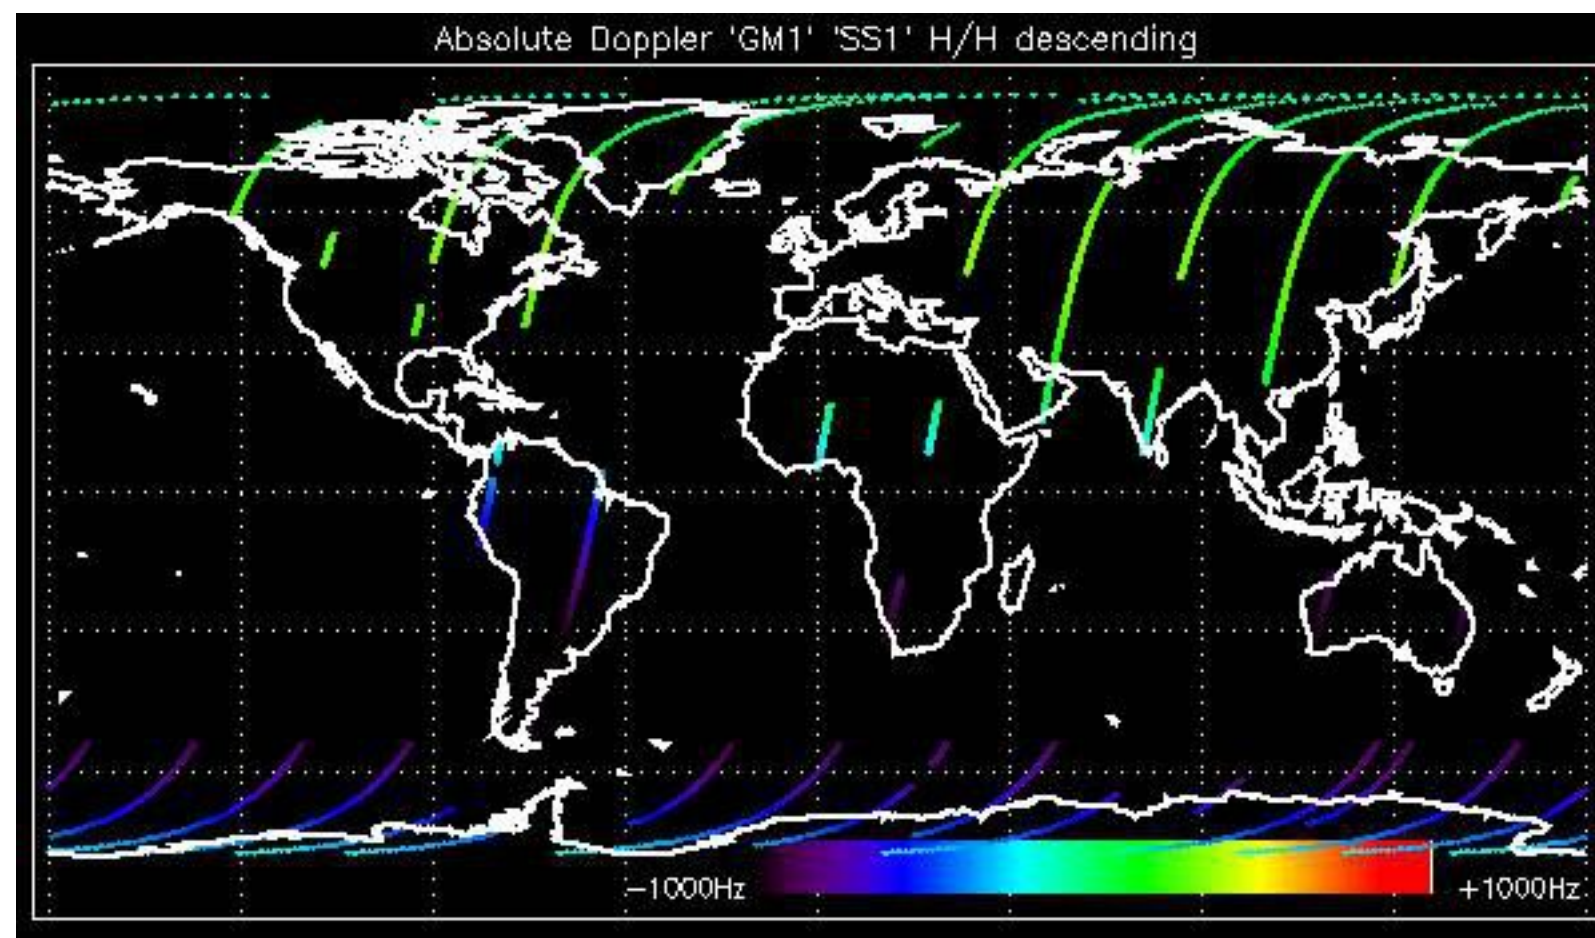 Absolute Doppler 'GM1' 'SS1' H/H descending
−1000Hz
+1000Hz